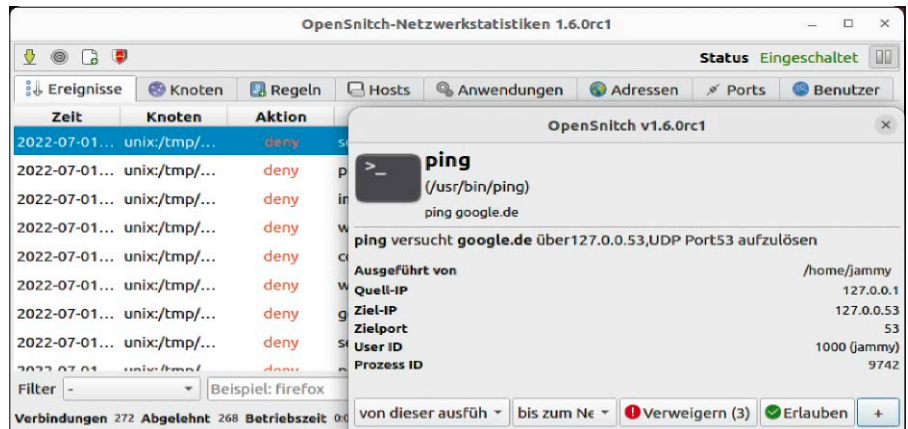 OpenSnitch-Netzwerkstatistiken 1.6.0rc1
Status Eingeschaltet
Ereignisse Knoten Regeln Hosts Anwendungen Adressen Ports Benutzer
Zeit Knoten Aktion
2022-07-01... unix:/tmp/... deny
2022-07-01... unix:/tmp/... deny
2022-07-01... unix:/tmp/... deny
2022-07-01... unix:/tmp/... deny
2022-07-01... unix:/tmp/... deny
2022-07-01... unix:/tmp/... deny
2022-07-01... unix:/tmp/... deny
2022-07-01... unix:/tmp/... deny
Filter - Beispiel: firefox
Verbindungen 272 Abgelehnt 268 Betriebszeit
OpenSnitch v1.6.0rc1
>_ ping
(/usr/bin/ping)
ping google.de
ping versucht google.de über127.0.0.53,UDP Port53 aufzulösen
Ausgeführt von /home/jammy
Quell-IP 127.0.0.1
Ziel-IP 127.0.0.53
Zielport 53
User ID 1000 (jammy)
Prozess ID 9742
von dieser ausfüh bis zum Ne Verweigern (3) Erlauben +